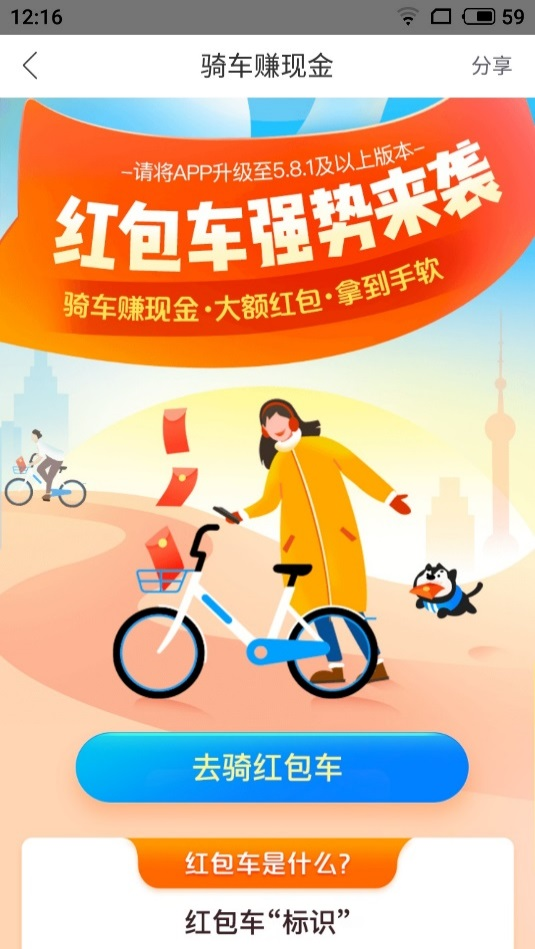 12:16
59
骑车赚现金
分享
–请将APP升级至5.8.1及以上版本–
红包车强势来袭
骑车赚现金·大额红包·拿到手软
去骑红包车
红包车是什么?
红包车“标识”